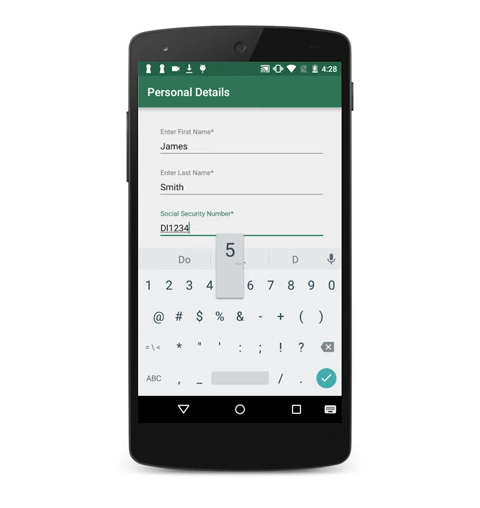 4:28
Personal Details
Enter First Name*
James
Enter Last Name*
Smith
Social Security Number*
DI1234
Do D
5
1 2 3 4 6 7 8 9 0
@ # $ % & - + ( )
= \ < * " ' : ; ! ?
ABC , _ / .